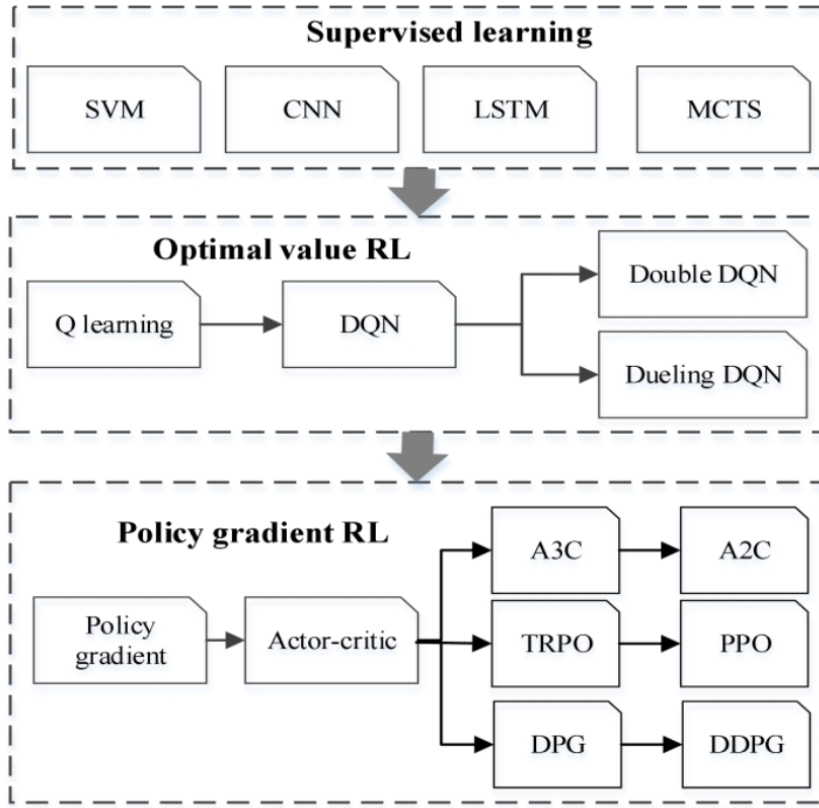 Supervised learning
SVM
CNN
LSTM
MCTS
Optimal value RL
Q learning
DQN
Double DQN
Dueling DQN
Policy gradient RL
Policy
gradient
Actor-critic
A3C
A2C
TRPO
PPO
DPG
DDPG